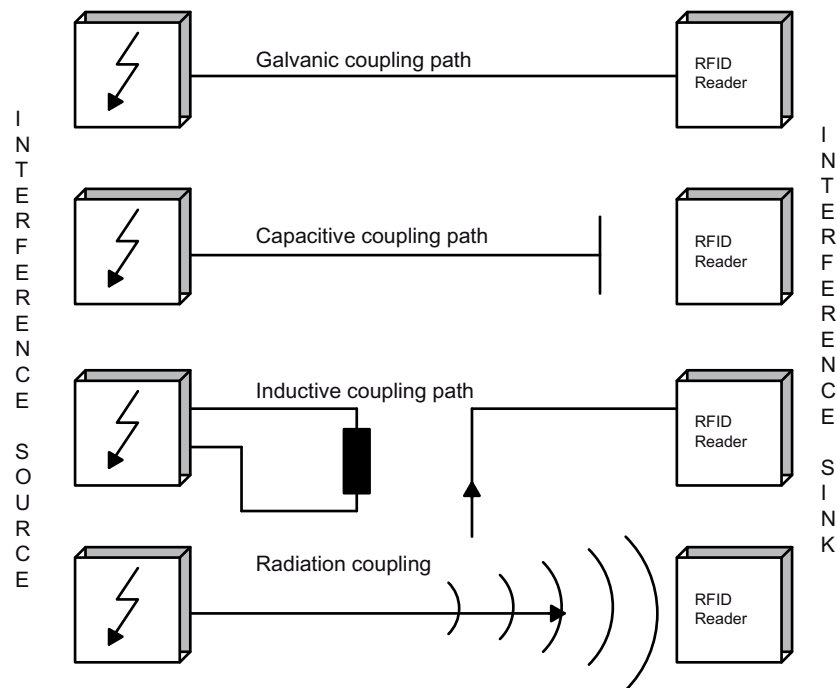 INTERFERENCE SOURCE
Galvanic coupling path
RFID
Reader
Capacitive coupling path
RFID
Reader
Inductive coupling path
RFID
Reader
Radiation coupling
RFID
Reader
INTERFERENCE SINK